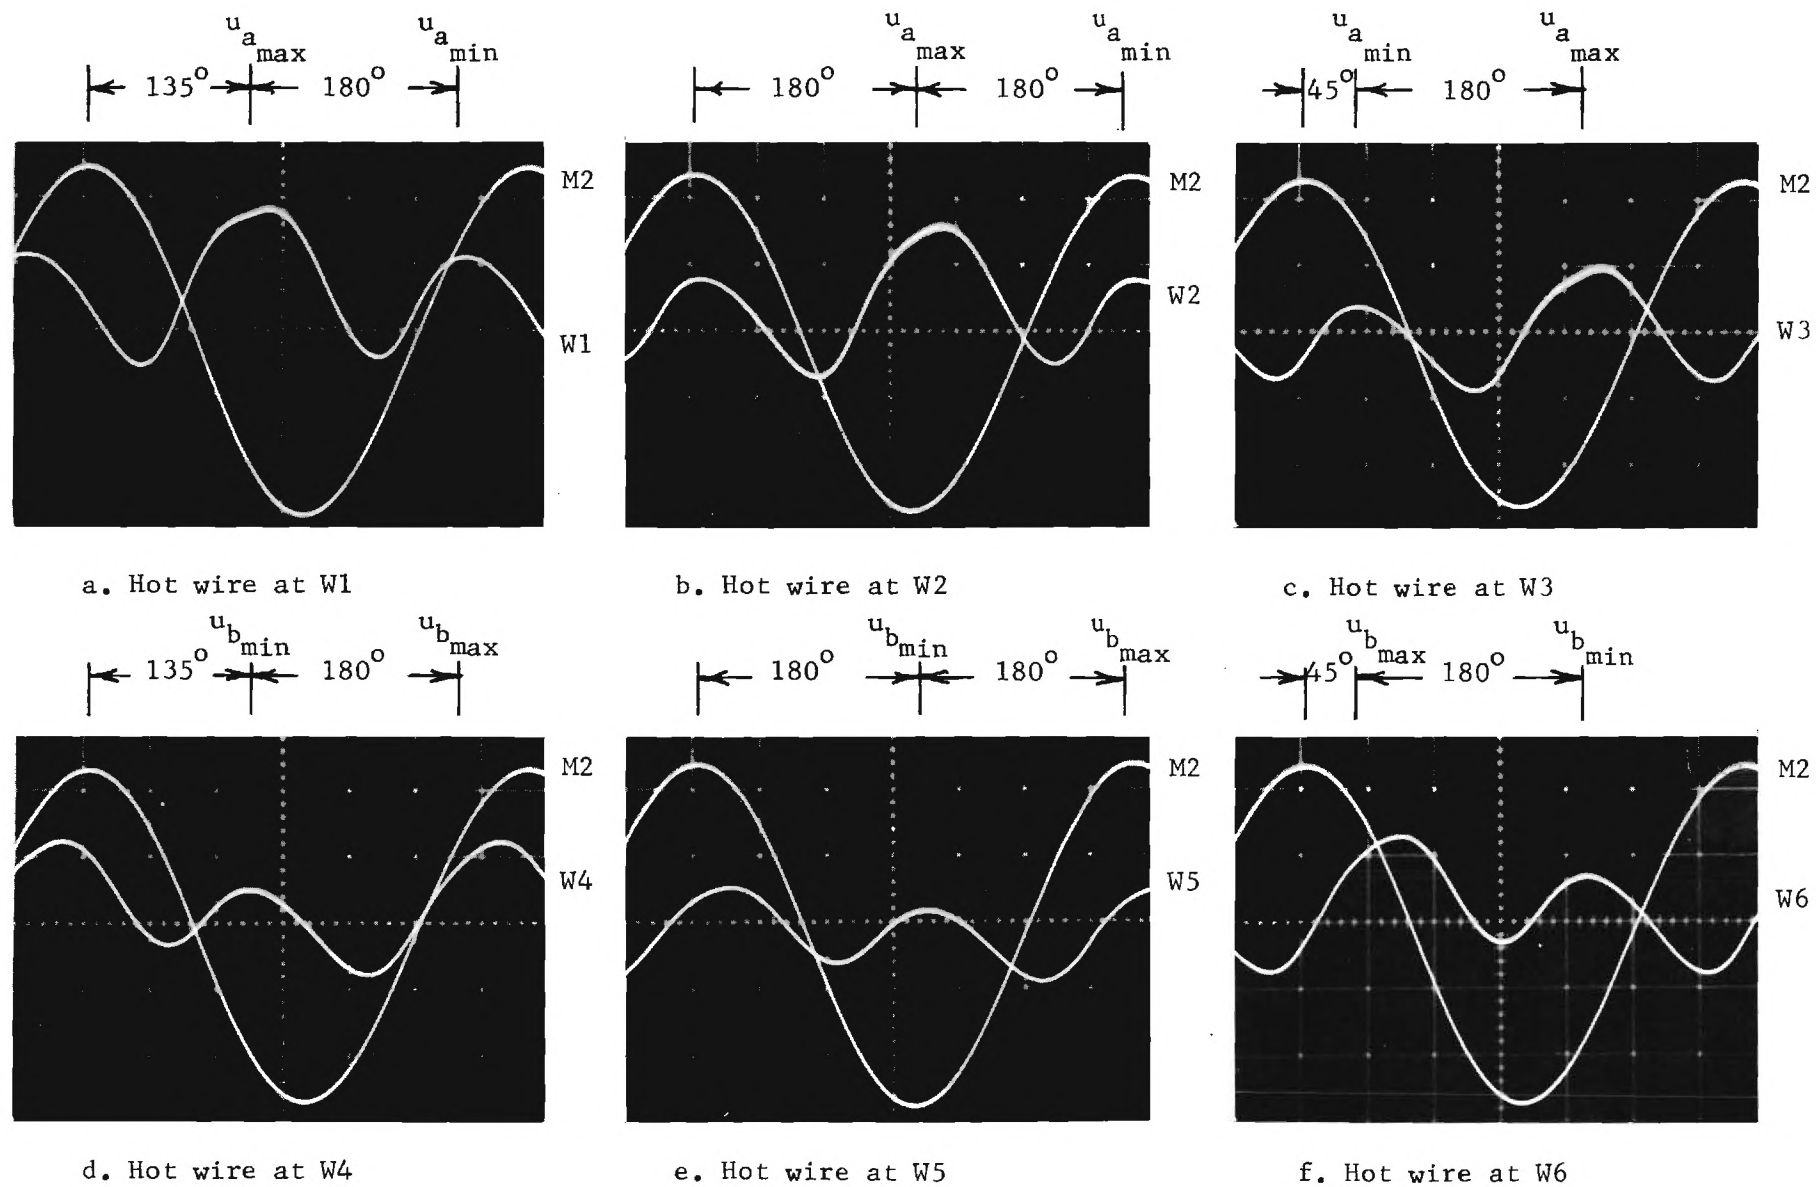 u_a_max u_a_min u_a_max u_a_min u_a_min u_a_max
135° 180° 180° 180° 45° 180°
M2 M2 M2
W1 W2 W3
a. Hot wire at W1 b. Hot wire at W2 c. Hot wire at W3
u_b_min u_b_max u_b_min u_b_max u_b_max u_b_min
135° 180° 180° 180° 45° 180°
M2 M2 M2
W4 W5 W6
d. Hot wire at W4 e. Hot wire at W5 f. Hot wire at W6